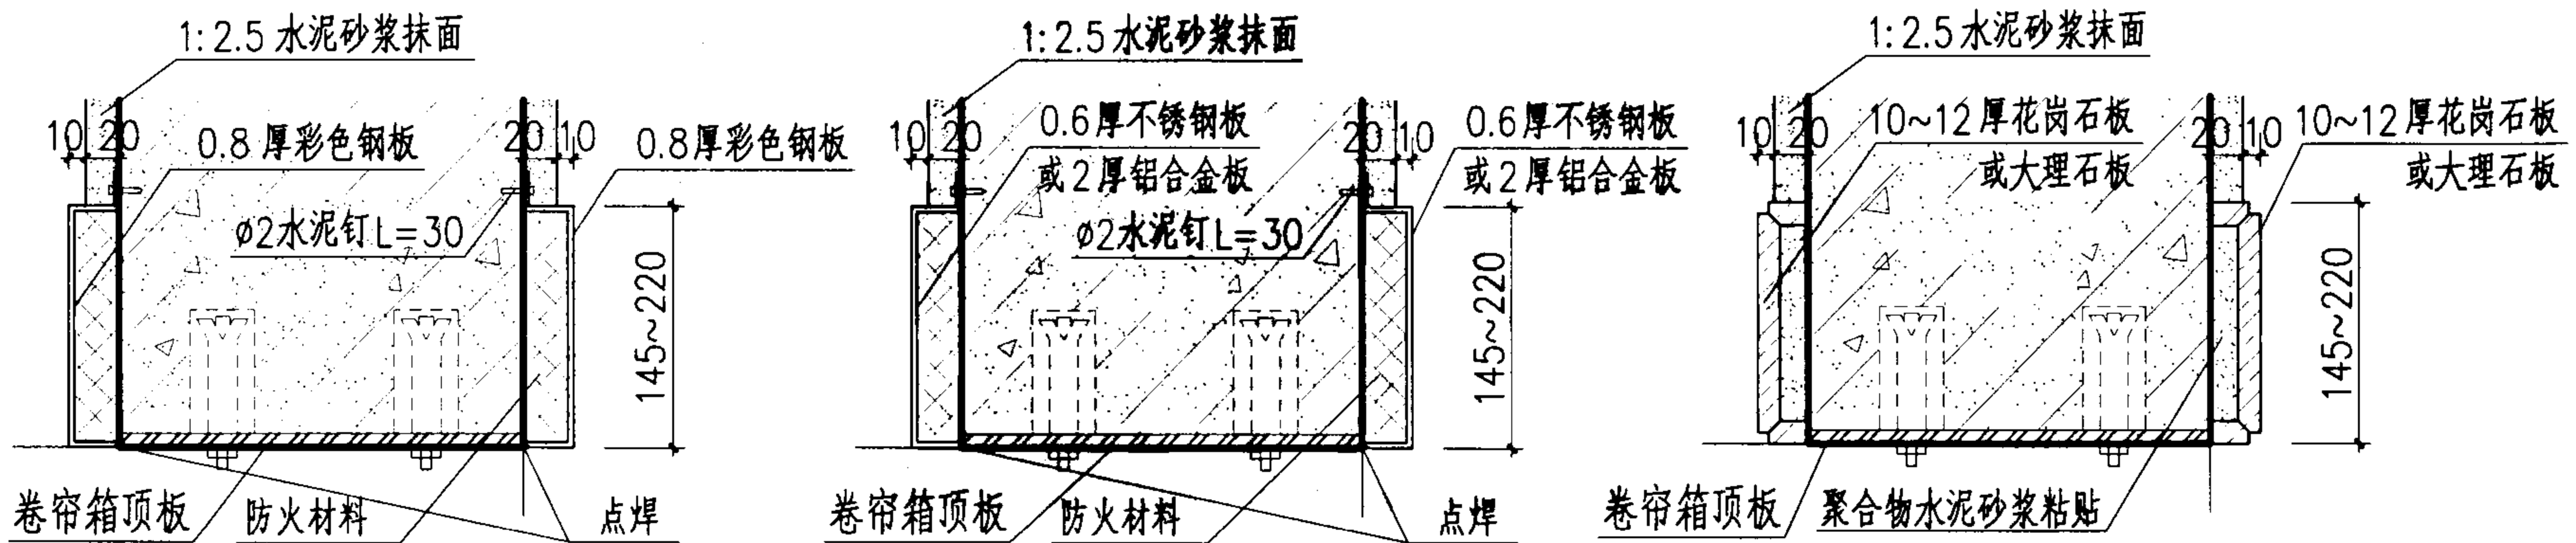 1:2.5 水泥砂浆抹面
10 20
0.8 厚彩色钢板
20 10
0.8厚彩色钢板
ø2水泥钉 L=30
145~220
卷帘箱顶板
防火材料
点焊
1:2.5 水泥砂浆抹面
10 20
0.6厚不锈钢板
或2厚铝合金板
20 10
0.6厚不锈钢板
或2厚铝合金板
ø2水泥钉 L=30
145~220
卷帘箱顶板
防火材料
点焊
1:2.5 水泥砂浆抹面
10 20
10~12厚花岗石板
或大理石板
20 10
10~12厚花岗石板
或大理石板
145~220
卷帘箱顶板
聚合物水泥砂浆粘贴